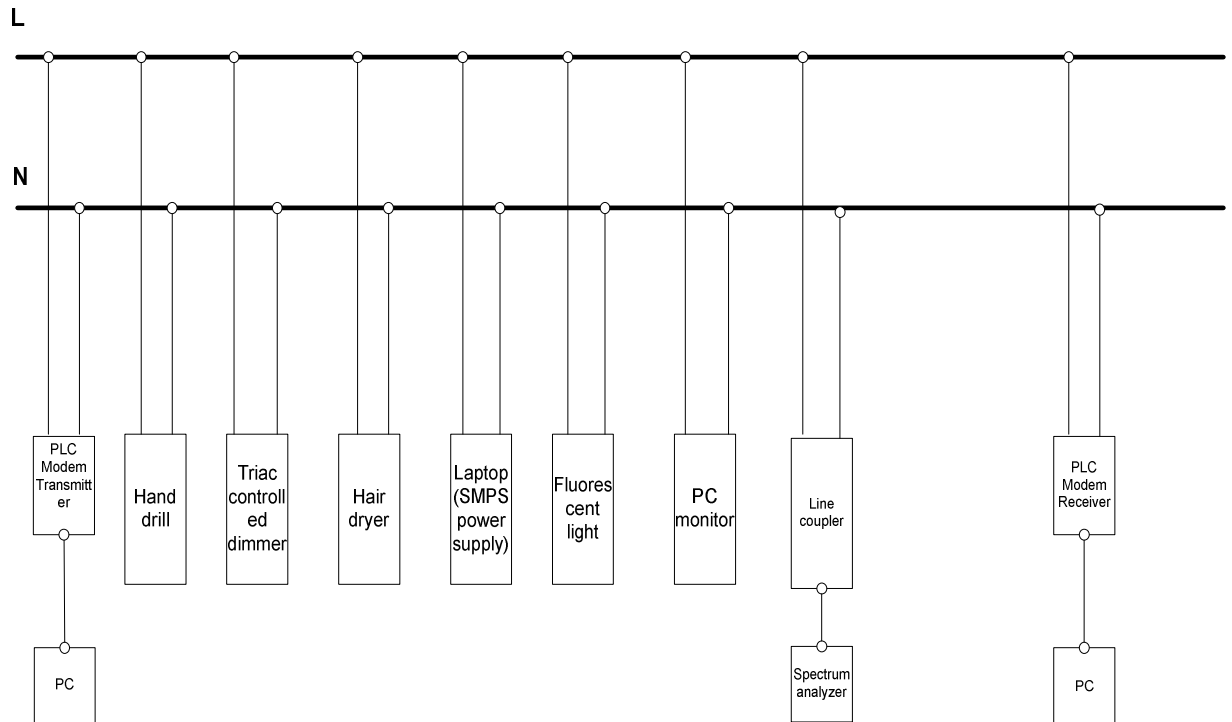 L
N
PLC
Modem
Transmitt
er
Hand
drill
Triac
controll
ed
dimmer
Hair
dryer
Laptop
(SMPS
power
supply)
Fluores
cent
light
PC
monitor
Line
coupler
PLC
Modem
Receiver
PC
Spectrum
analyzer
PC